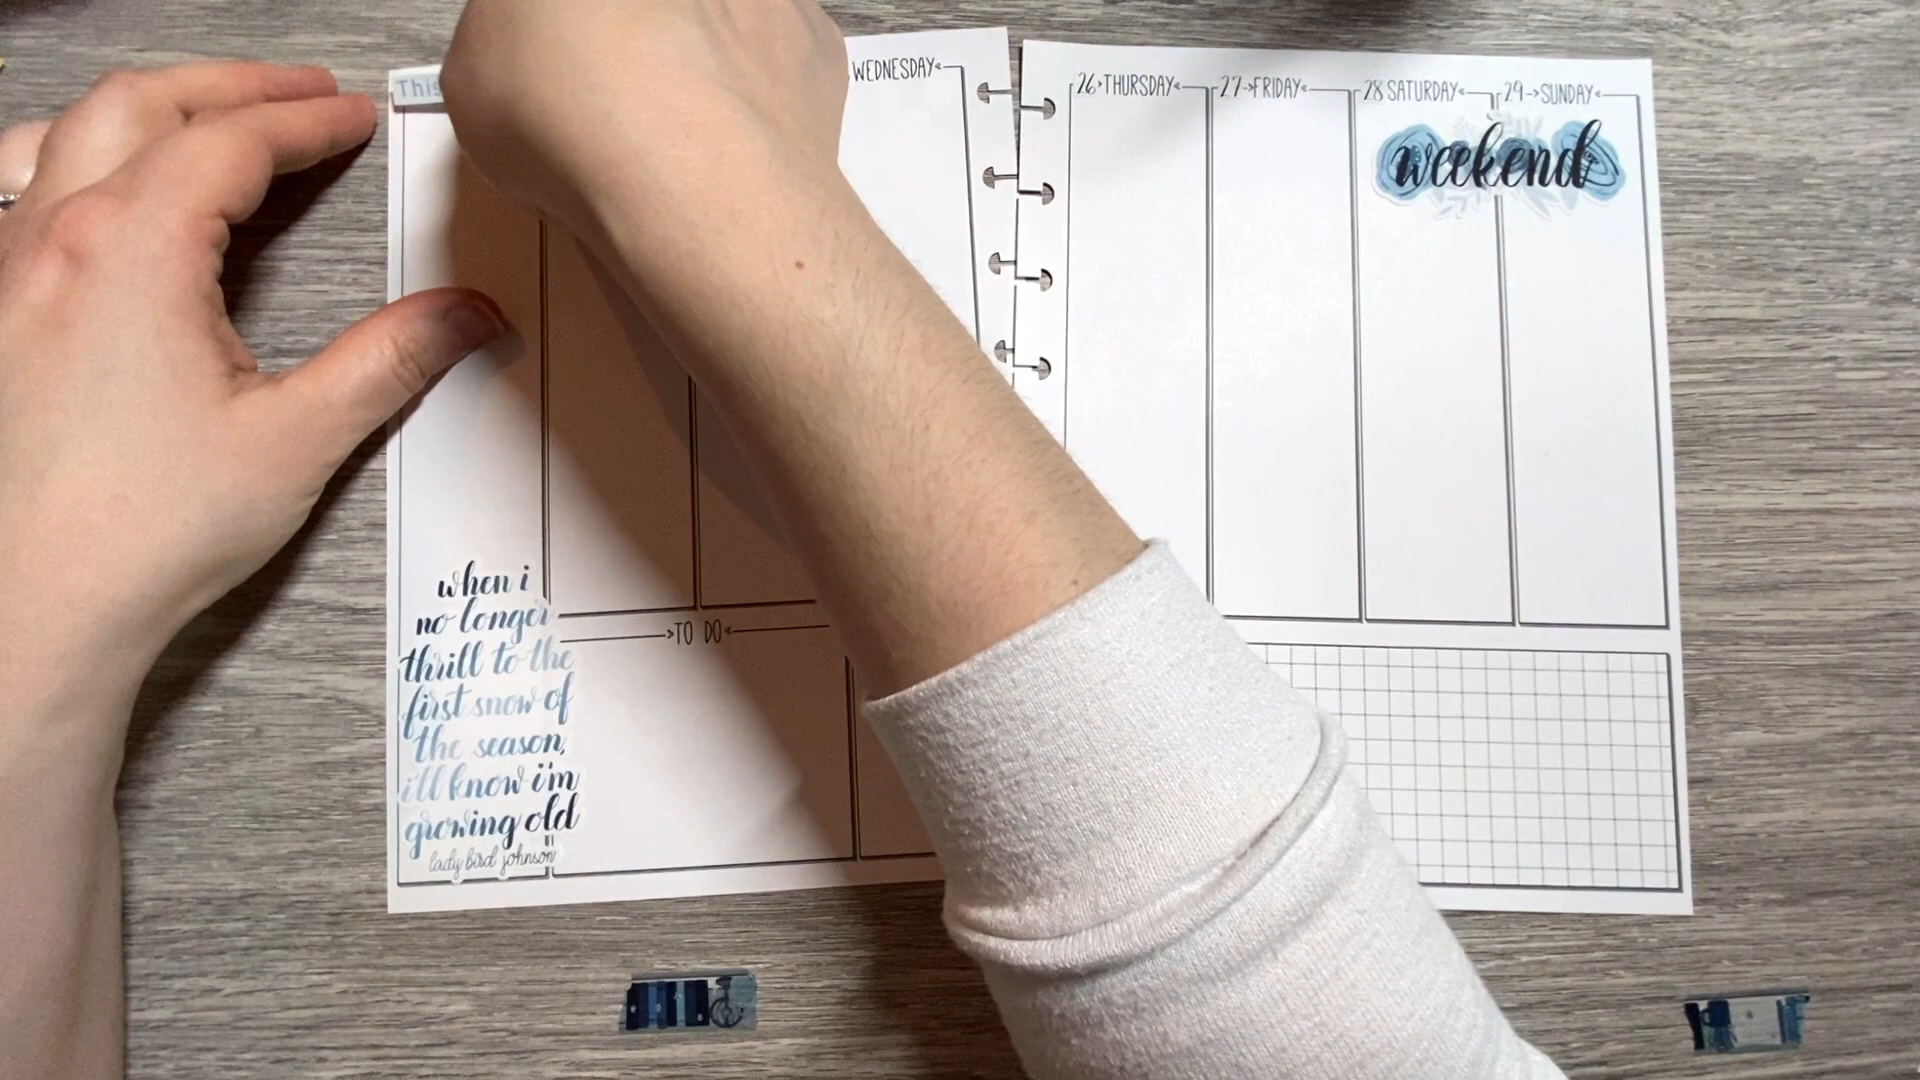 This
WEDNESDAY
26 THURSDAY
27 FRIDAY
28 SATURDAY
29 SUNDAY
weekend
when i
no longer
thrill to the
first snow of
the season,
i'll know i'm
growing old
lady bird johnson
TO DO